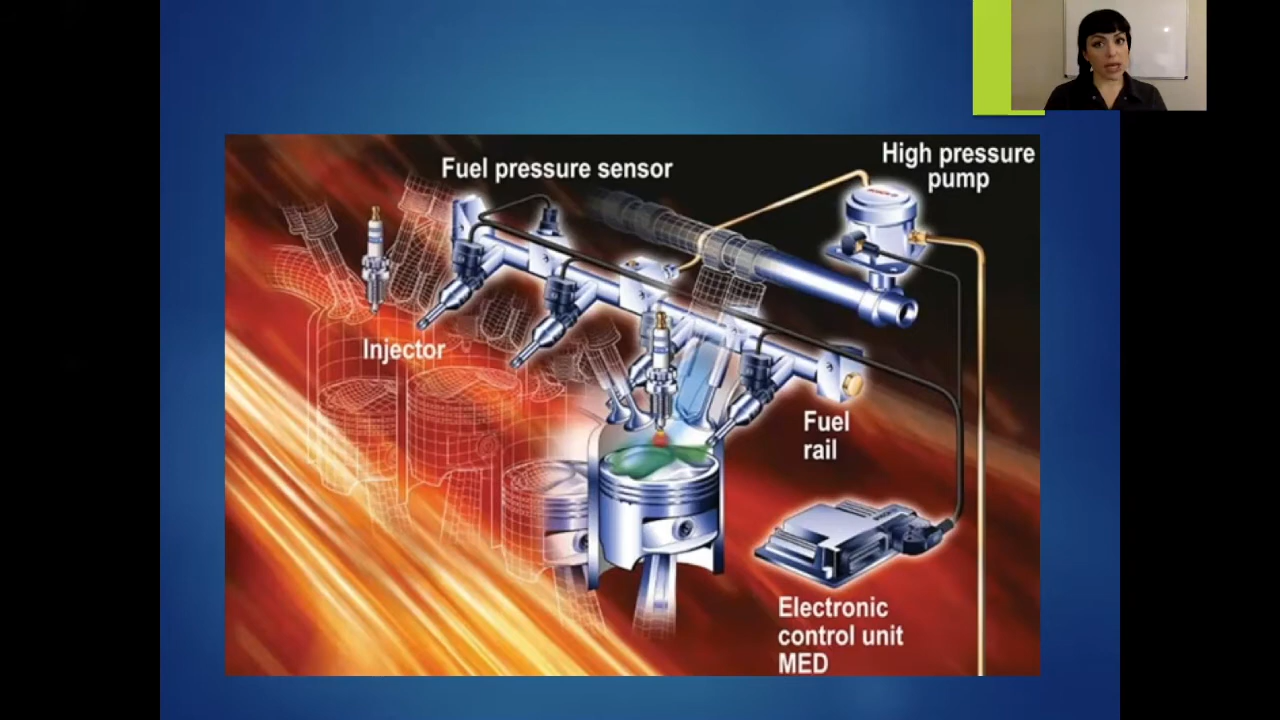 High pressure
pump
Fuel pressure sensor
Injector
Fuel
rail
Electronic
control unit
MED